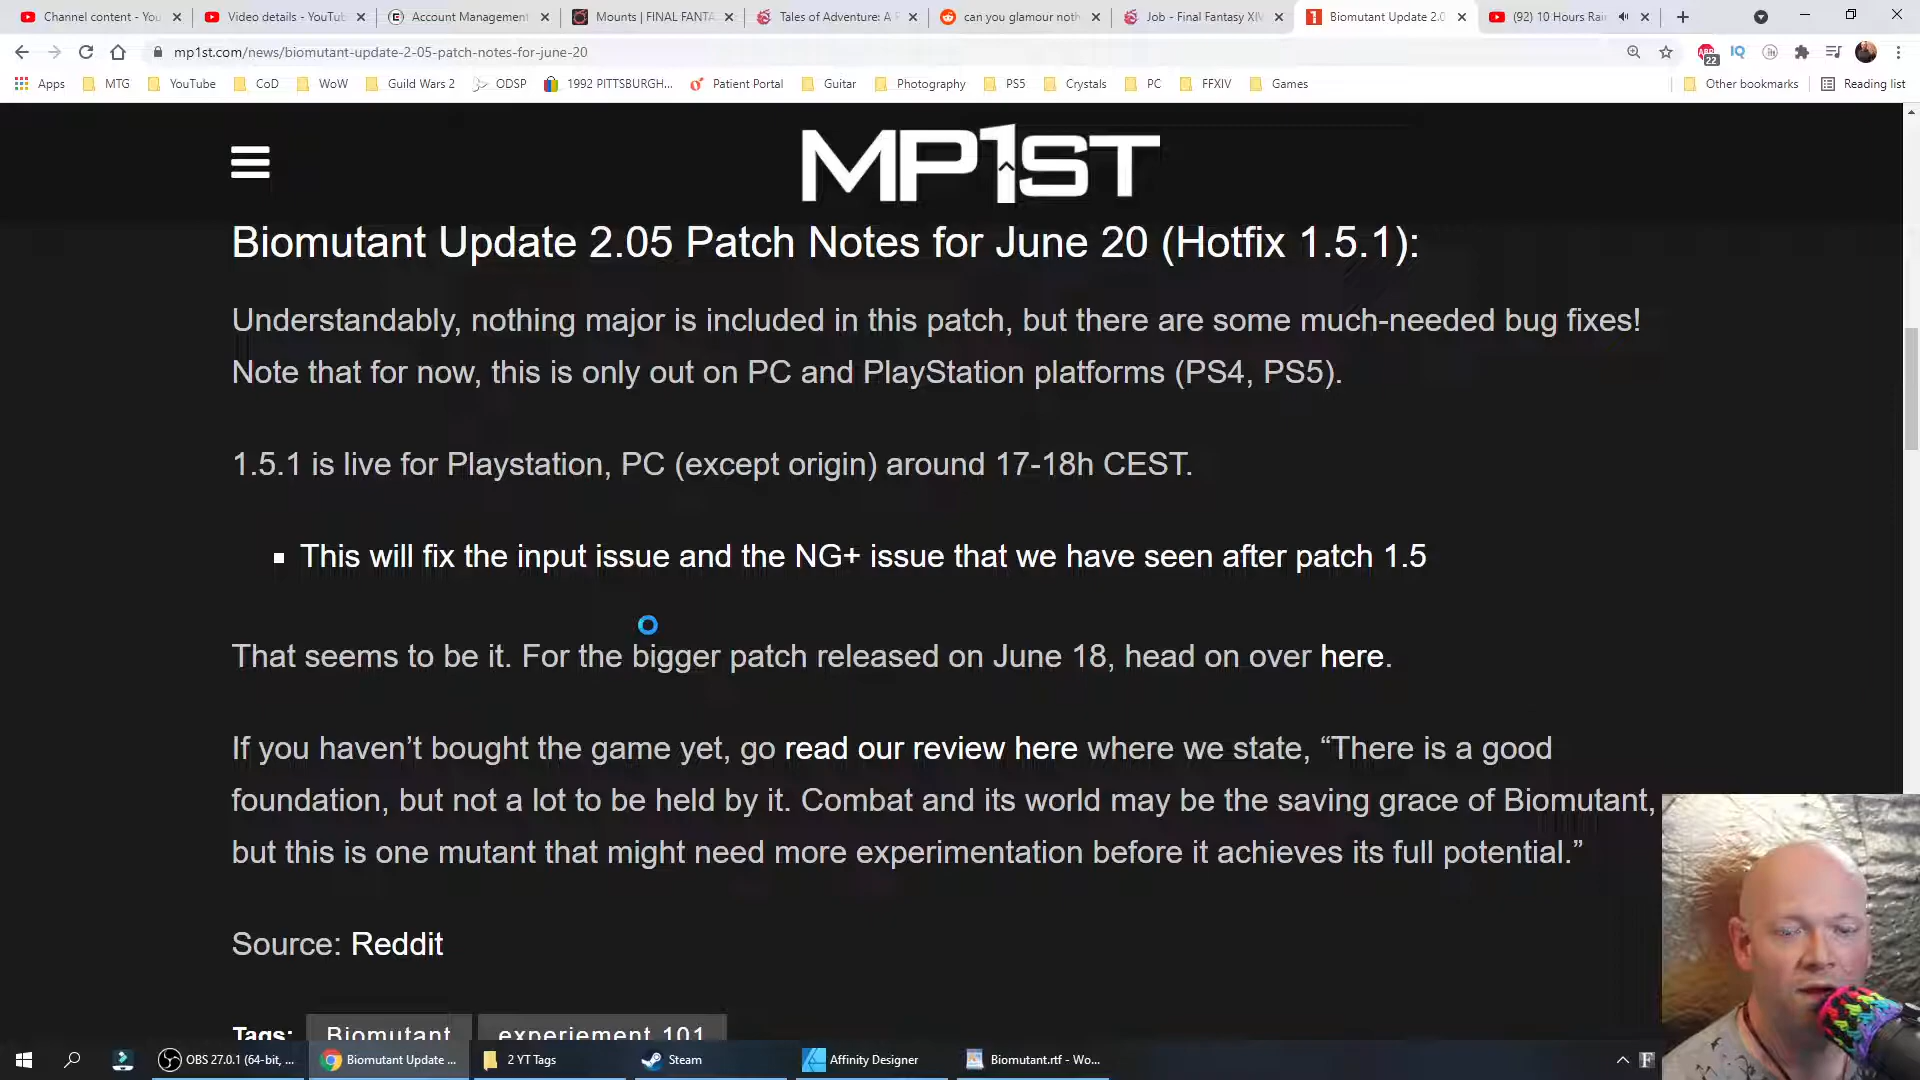 Channel content - You
Video details - YouTub
Account Management
Mounts | FINAL FANTA
Tales of Adventure: A F
can you glamour noth
Job - Final Fantasy XIV
Biomutant Update 2.0
(92) 10 Hours Rai
mp1st.com/news/biomutant-update-2-05-patch-notes-for-june-20
ABP
22
IQ
Apps
MTG
YouTube
CoD
WoW
Guild Wars 2
ODSP
1992 PITTSBURGH...
Patient Portal
Guitar
Photography
PS5
Crystals
PC
FFXIV
Games
Other bookmarks
Reading list
MP1ST
Biomutant Update 2.05 Patch Notes for June 20 (Hotfix 1.5.1):
Understandably, nothing major is included in this patch, but there are some much-needed bug fixes!
Note that for now, this is only out on PC and PlayStation platforms (PS4, PS5).
1.5.1 is live for Playstation, PC (except origin) around 17-18h CEST.
This will fix the input issue and the NG+ issue that we have seen after patch 1.5
That seems to be it. For the bigger patch released on June 18, head on over here.
If you haven’t bought the game yet, go read our review here where we state, “There is a good
foundation, but not a lot to be held by it. Combat and its world may be the saving grace of Biomutant,
but this is one mutant that might need more experimentation before it achieves its full potential.”
Source: Reddit
Tags: Biomutant experiement 101
OBS 27.0.1 (64-bit, ...
Biomutant Update ...
2 YT Tags
Steam
Affinity Designer
Biomutant.rtf - Wo...
F